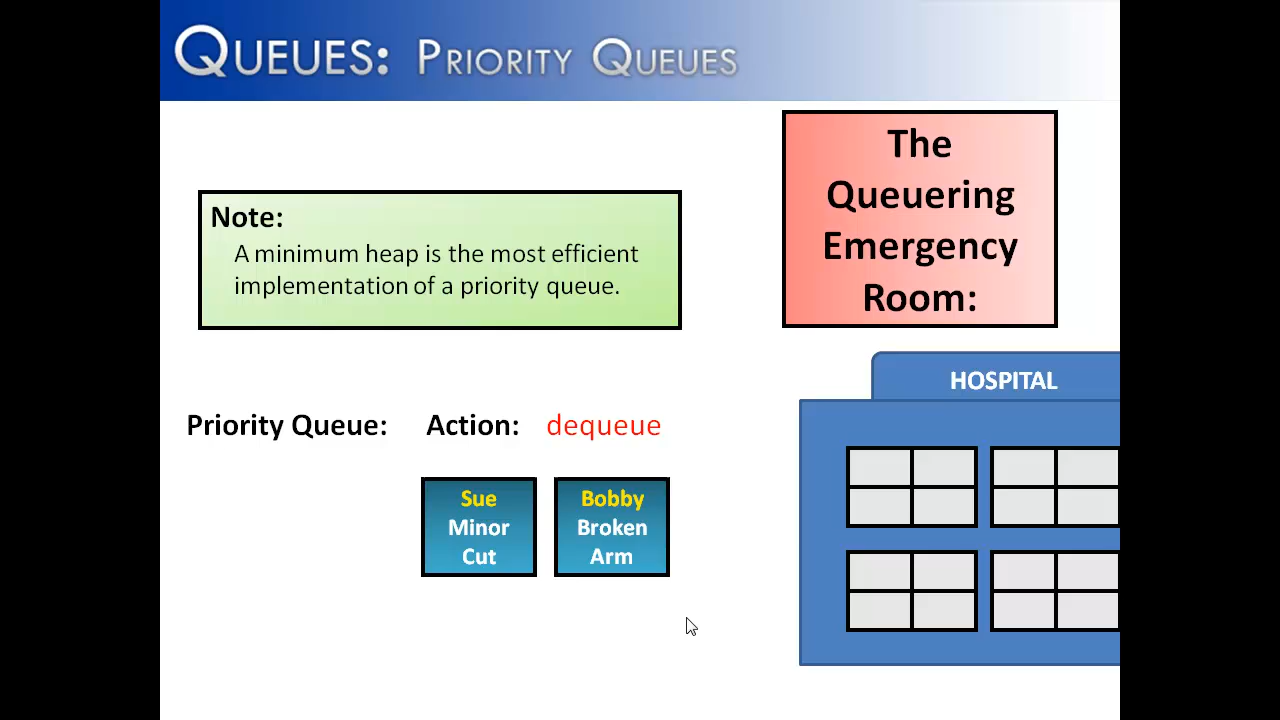 QUEUES: PRIORITY QUEUES
The
Queuering
Emergency
Room:
Note:
A minimum heap is the most efficient
implementation of a priority queue.
HOSPITAL
Priority Queue: Action: dequeue
Sue
Minor
Cut
Bobby
Broken
Arm